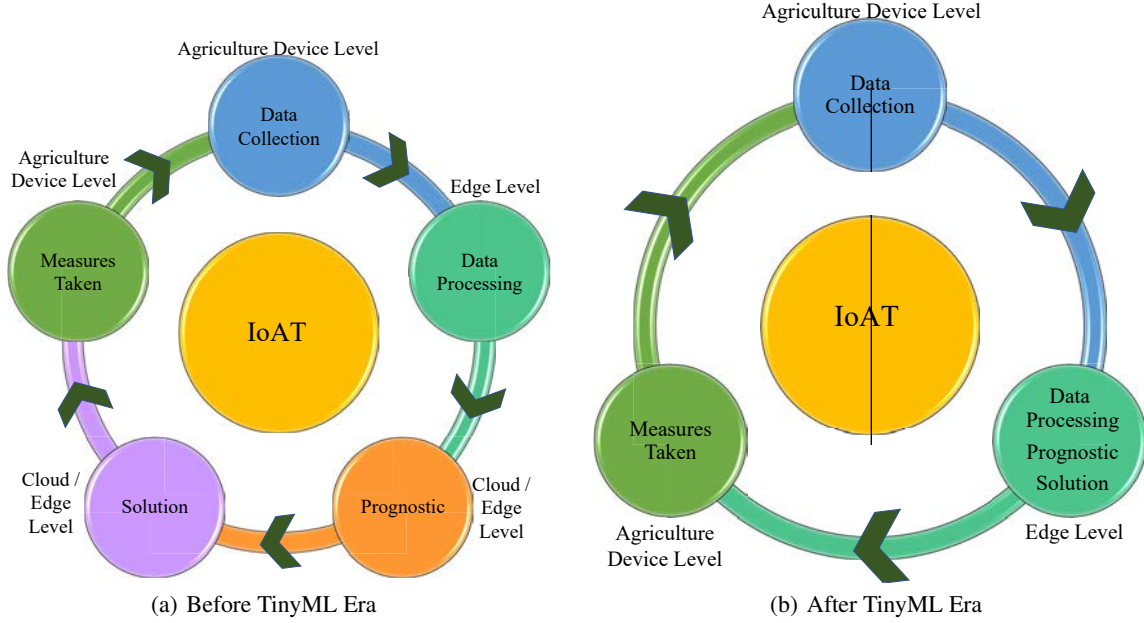 Agriculture Device Level
Data
Collection
Agriculture
Device Level
Edge Level
Measures
Taken
Data
Processing
IoAT
Cloud /
Edge
Level
Solution
Prognostic
Cloud /
Edge
Level
(a) Before TinyML Era
Agriculture Device Level
Data
Collection
IoAT
Measures
Taken
Data
Processing
Prognostic
Solution
Agriculture
Device Level
Edge Level
(b) After TinyML Era